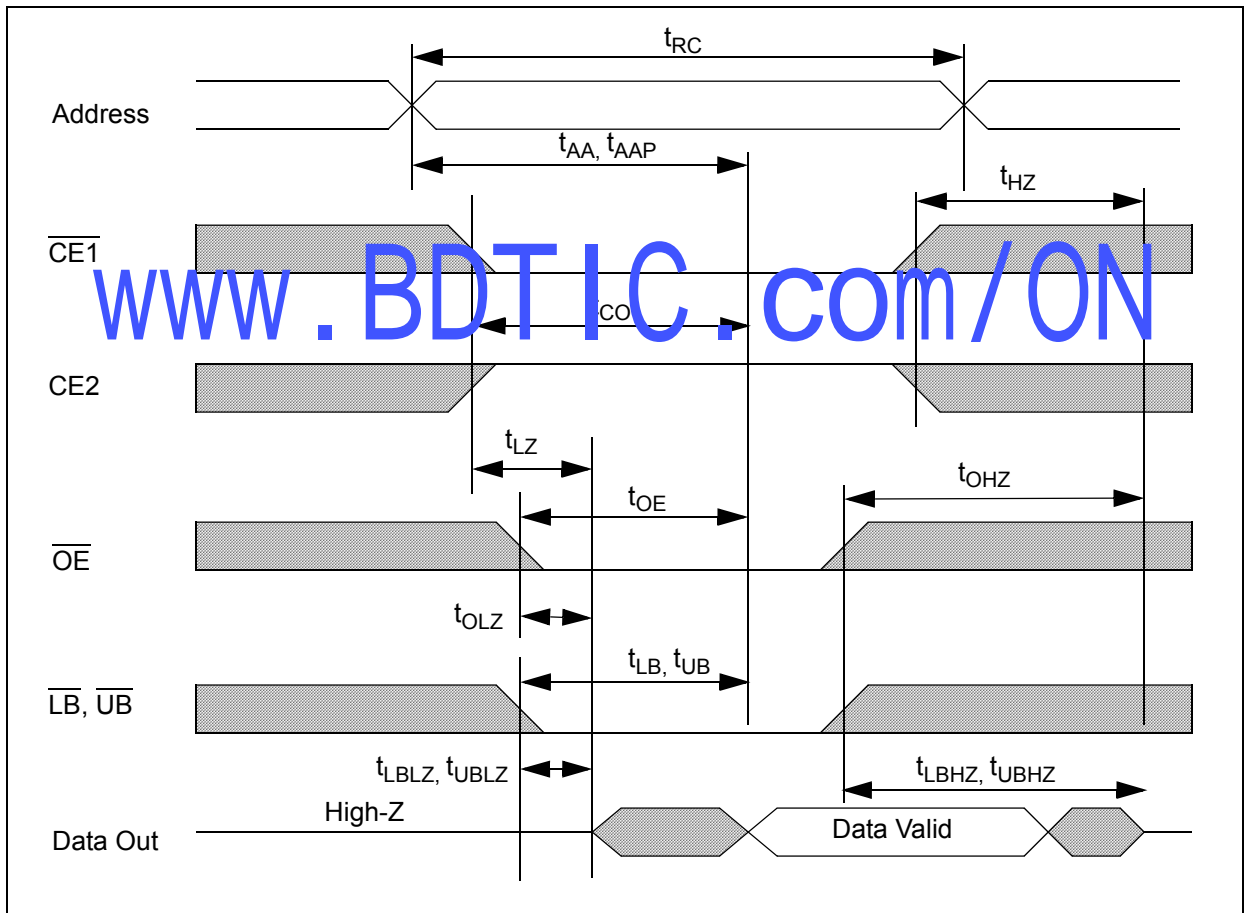 tRC
Address
tAA, tAAP
tHZ
CE1
www.BDTIC.com/ON
CO
CE2
tLZ
tOHZ
tOE
OE
tOLZ
tLB, tUB
LB, UB
tLBLZ, tUBLZ
tLBHZ, tUBHZ
High-Z
Data Valid
Data Out